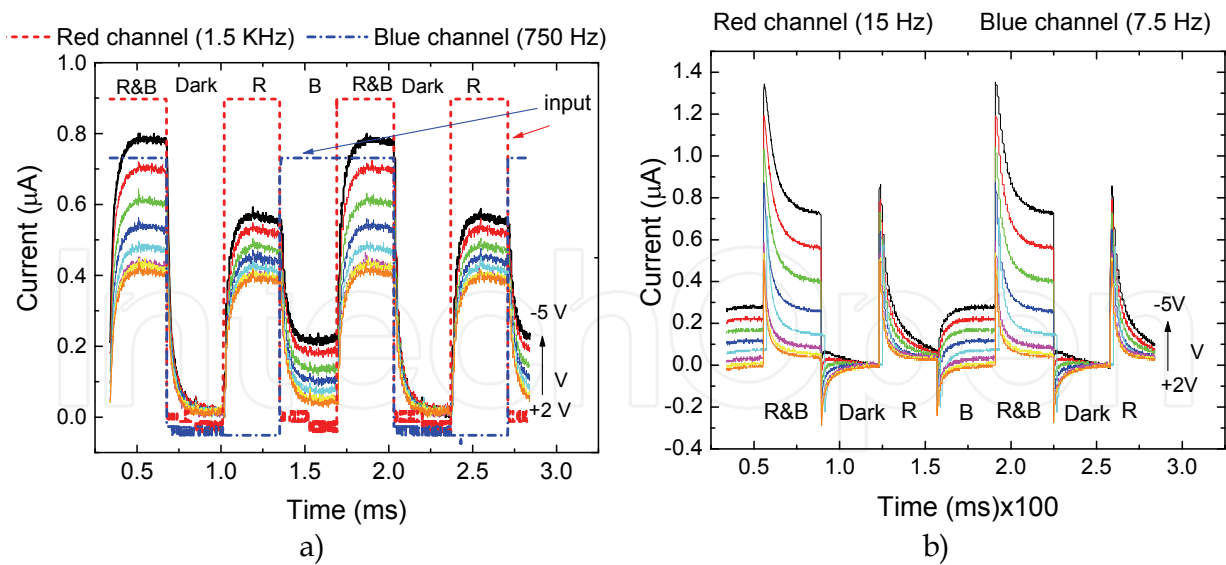 Red channel (1.5 KHz) Blue channel (750 Hz)
1.0
0.8
0.6
0.4
0.2
0.0
R&B Dark R B R&B Dark R
input
-5 V
V
+2 V
0.5 1.0 1.5 2.0 2.5 3.0
Current (µA)
Time (ms)
a)
Red channel (15 Hz) Blue channel (7.5 Hz)
1.4
1.2
1.0
0.8
0.6
0.4
0.2
0.0
-0.2
-0.4
-5V
V
+2V
R&B Dark R B R&B Dark R
0.5 1.0 1.5 2.0 2.5 3.0
Current (µA)
Time (ms)x100
b)
IntechOpen